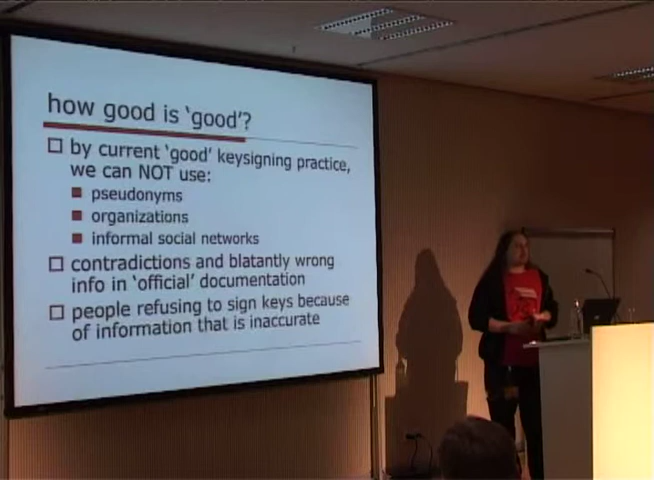 how good is 'good'?
by current 'good' keysigning practice,
we can NOT use:
pseudonyms
organizations
informal social networks
contradictions and blatantly wrong
info in 'official' documentation
people refusing to sign keys because
of information that is inaccurate